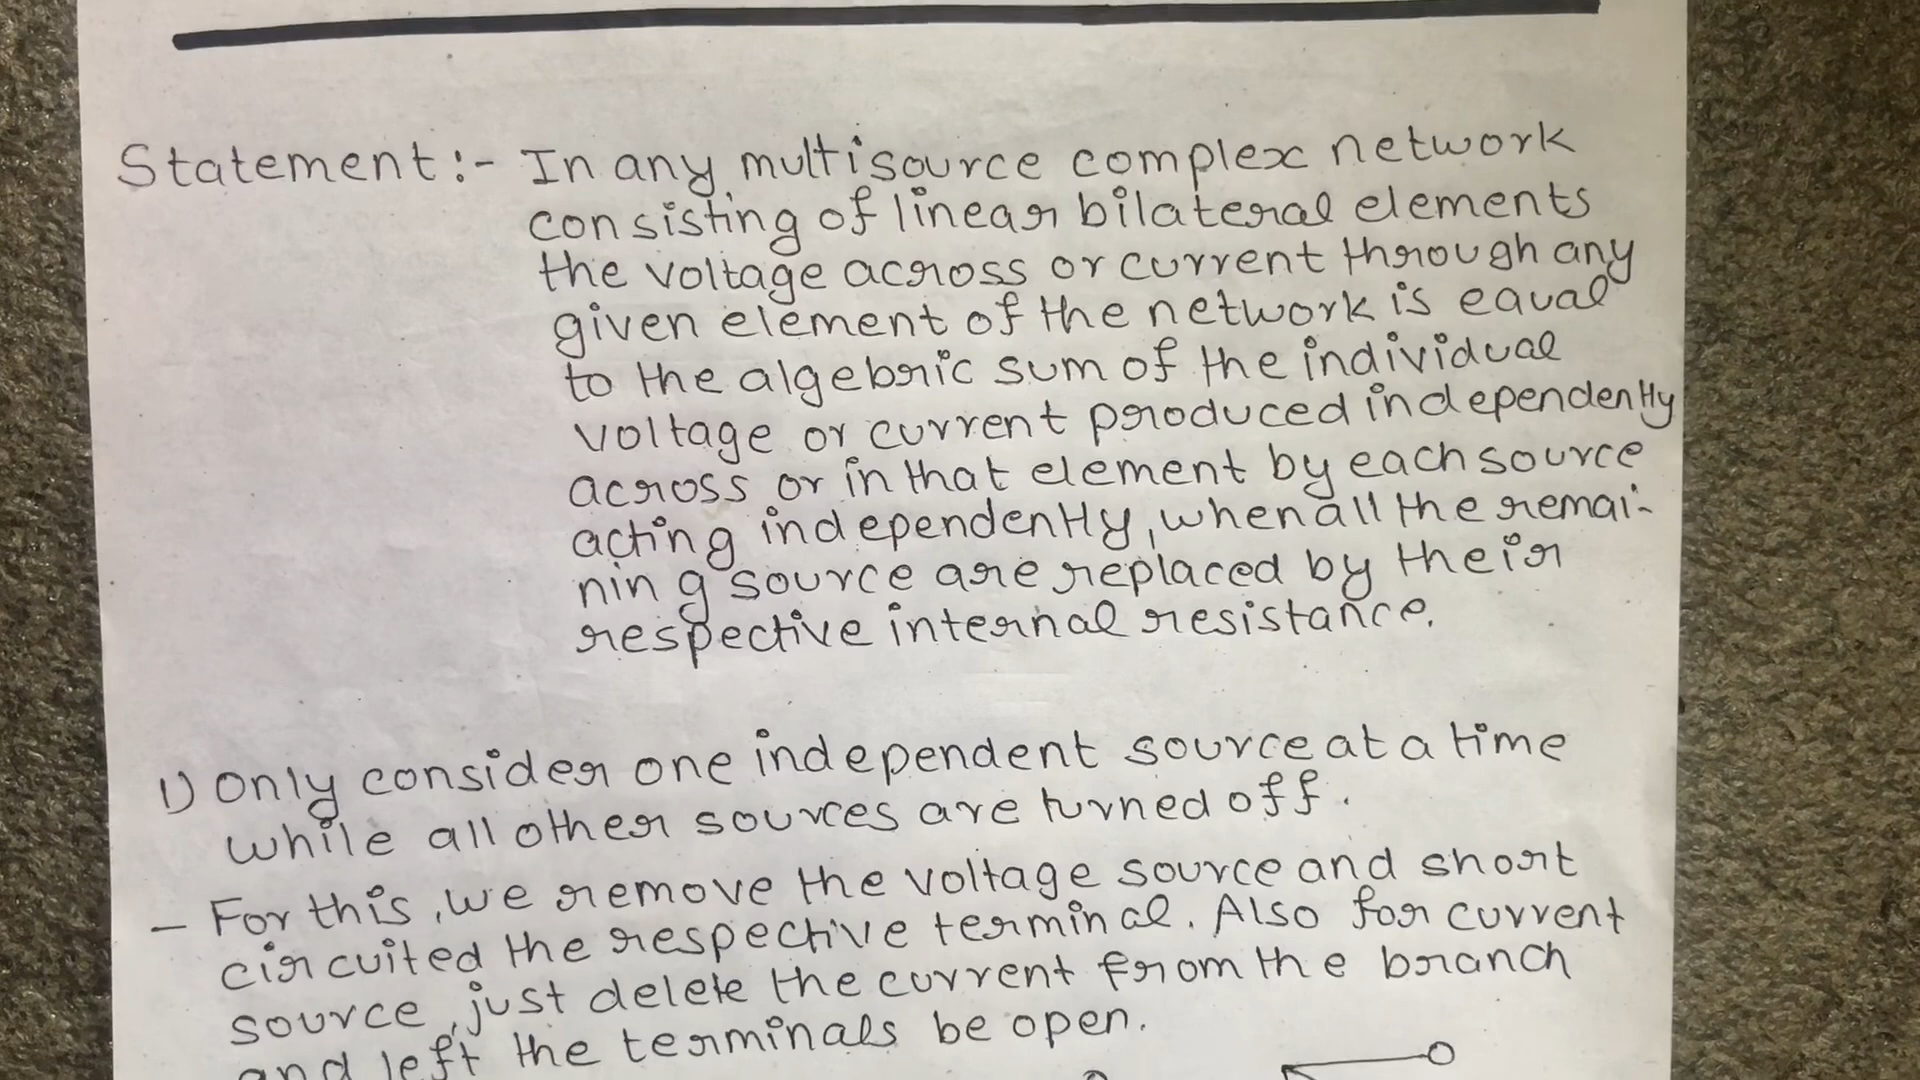 Statement :- In any multisource complex network
consisting of linear bilateral elements
the voltage across or current through any
given element of the network is equal
to the algebric sum of the individual
voltage or current produced independently
across or in that element by each source
acting independently, when all the remai-
ning source are replaced by their
respective internal resistance.
1) Only consider one independent source at a time
while all other sources are turned off.
– For this, we remove the voltage source and short
circuited the respective terminal. Also for current
source, just delete the current from the branch
and left the terminals be open.